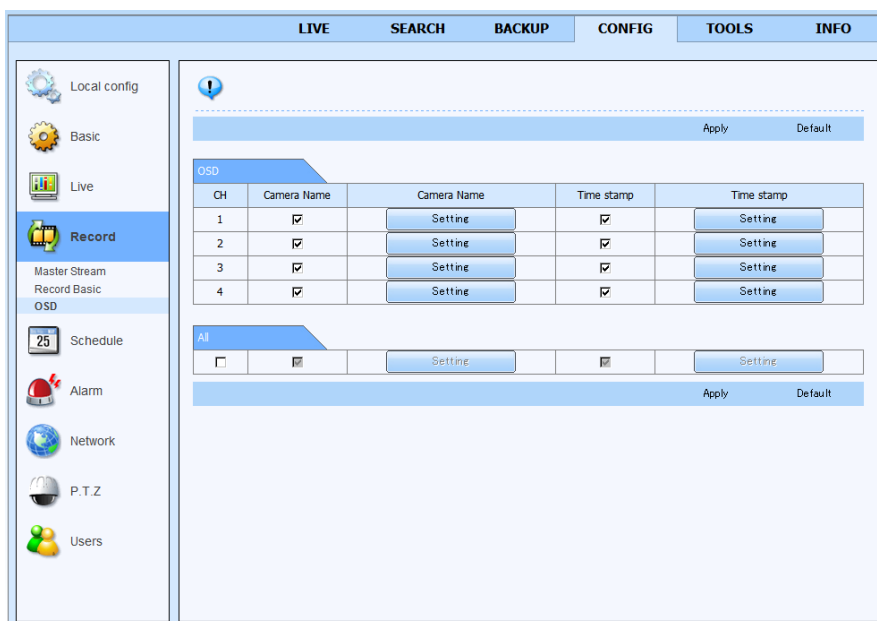 LIVE SEARCH BACKUP CONFIG TOOLS INFO
Local config
Basic
Live
Record
Master Stream
Record Basic
OSD
25 Schedule
Alarm
Network
P.T.Z
Users
Apply Default
OSD
CH Camera Name Camera Name Time stamp Time stamp
1 Setting Setting
2 Setting Setting
3 Setting Setting
4 Setting Setting
All
Setting Setting
Apply Default